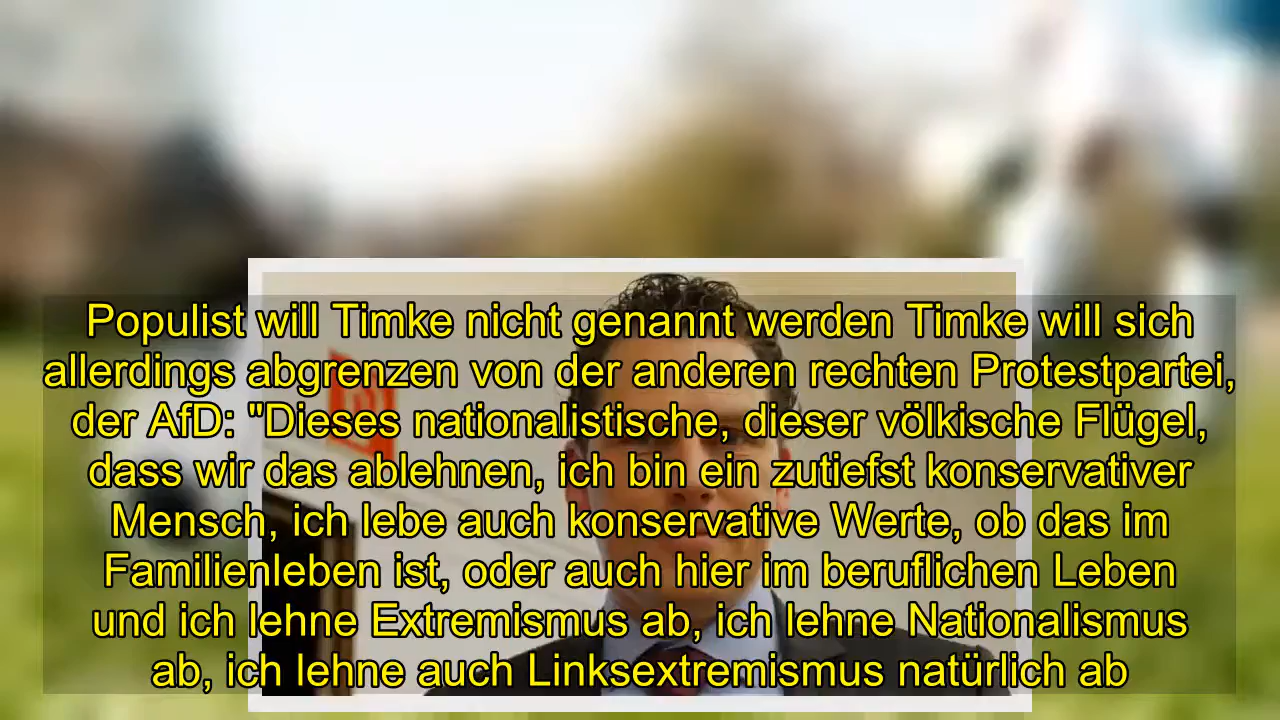 Populist will Timke nicht genannt werden Timke will sich
allerdings abgrenzen von der anderen rechten Protestpartei,
der AfD: "Dieses nationalistische, dieser völkische Flügel,
dass wir das ablehnen, ich bin ein zutiefst konservativer
Mensch, ich lebe auch konservative Werte, ob das im
Familienleben ist, oder auch hier im beruflichen Leben
und ich lehne Extremismus ab, ich lehne Nationalismus
ab, ich lehne auch Linksextremismus natürlich ab